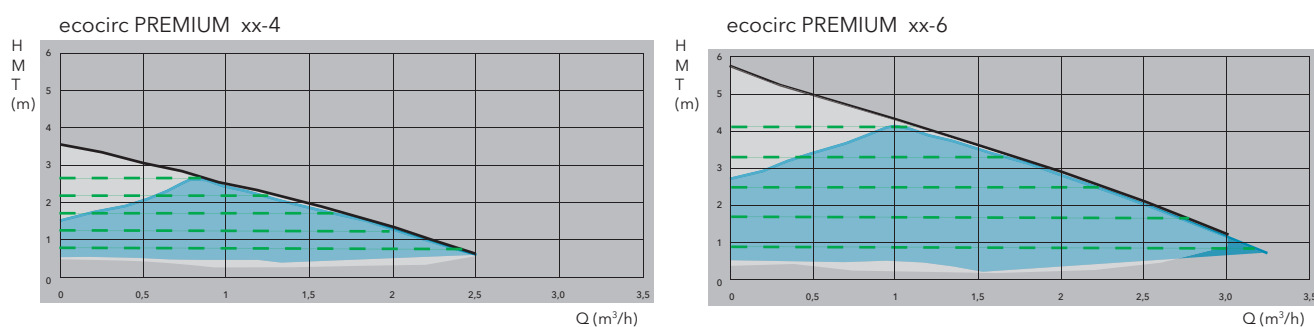 ecocirc PREMIUM xx-4
H
M
T
(m)
6
5
4
3
2
1
0
0 0,5 1 1,5 2 2,5 3,0 3,5
Q (m³/h)
ecocirc PREMIUM xx-6
H
M
T
(m)
6
5
4
3
2
1
0
0 0,5 1 1,5 2 2,5 3,0 3,5
Q (m³/h)